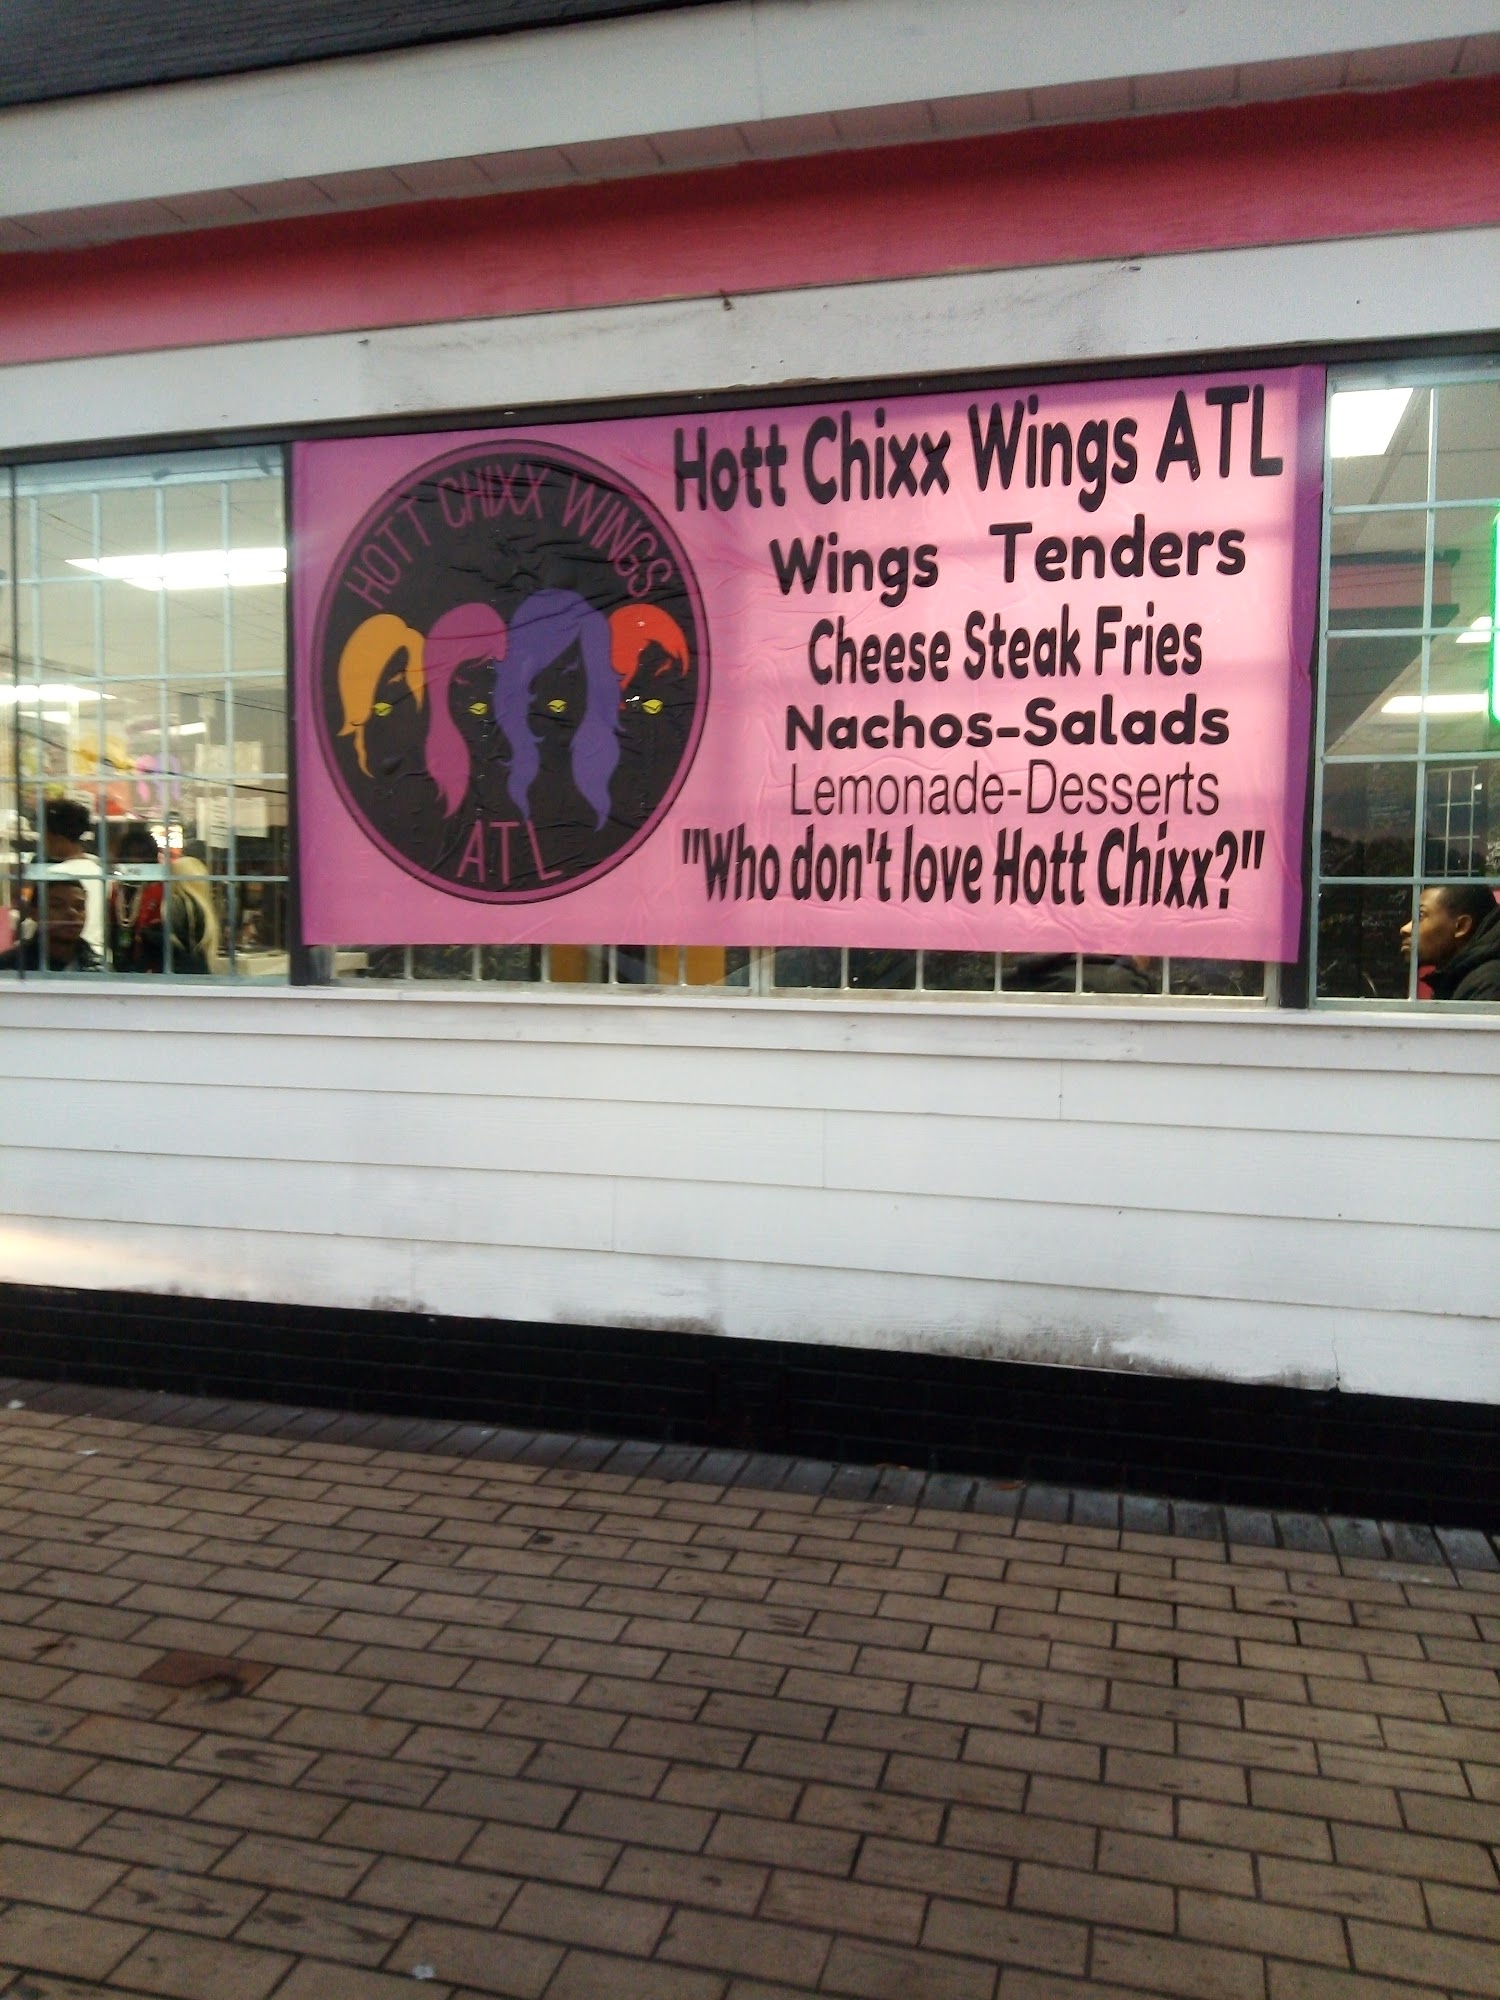 HOTT CHIXX WINGS
ATL
Hott Chixx Wings ATL
Wings Tenders
Cheese Steak Fries
Nachos-Salads
Lemonade-Desserts
"Who don't love Hott Chixx?"